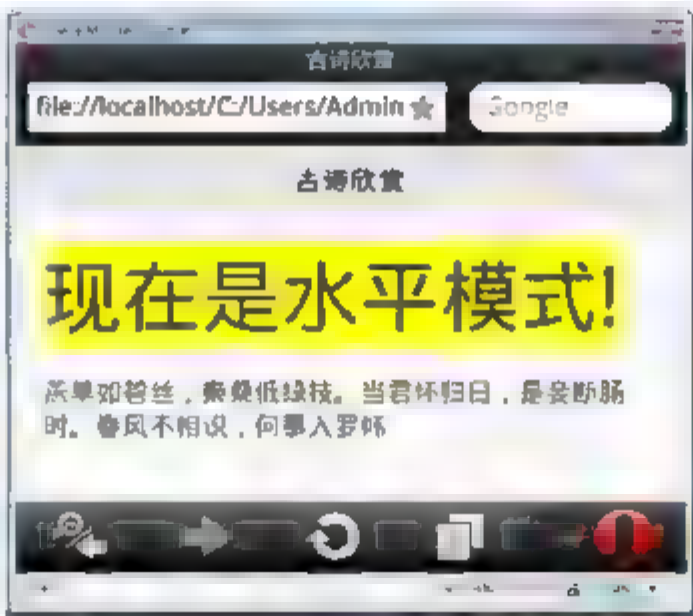 古诗欣赏
file://localhost/C:/Users/Admin
Google
古诗欣赏
现在是水平模式!
燕草如碧丝，秦桑低绿枝。当君怀归日，是妾断肠
时。春风不相识，何事入罗帏